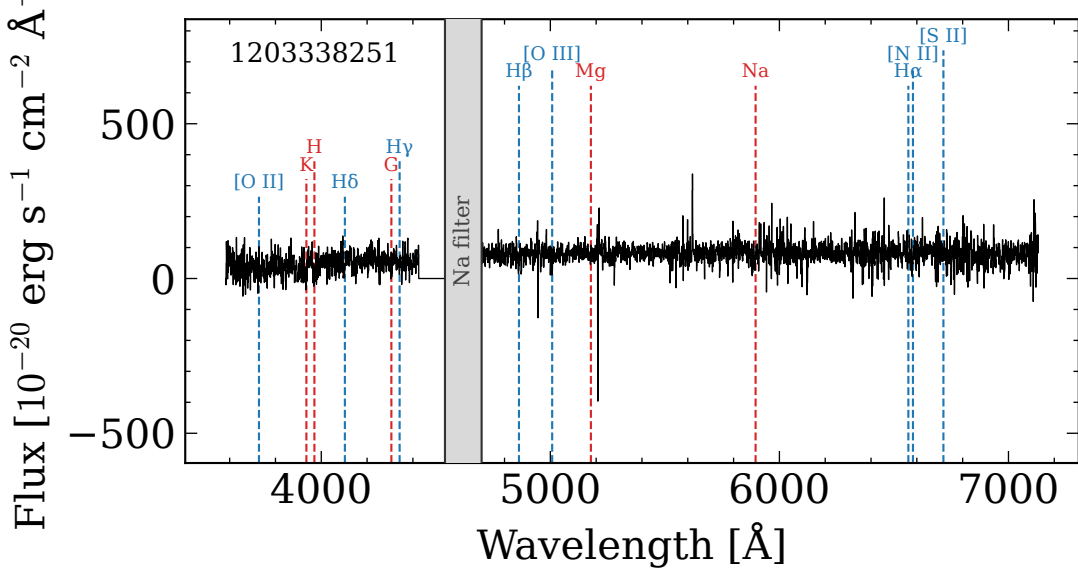 1203338251
[S II]
[N II]
[O III]
Hβ
Mg
Na
Hα
H
Hγ
K
G
[O II]
Hδ
Na filter
500
0
−500
4000
5000
6000
7000
Wavelength [Å]
Flux [10⁻²⁰ erg s⁻¹ cm⁻² Å⁻